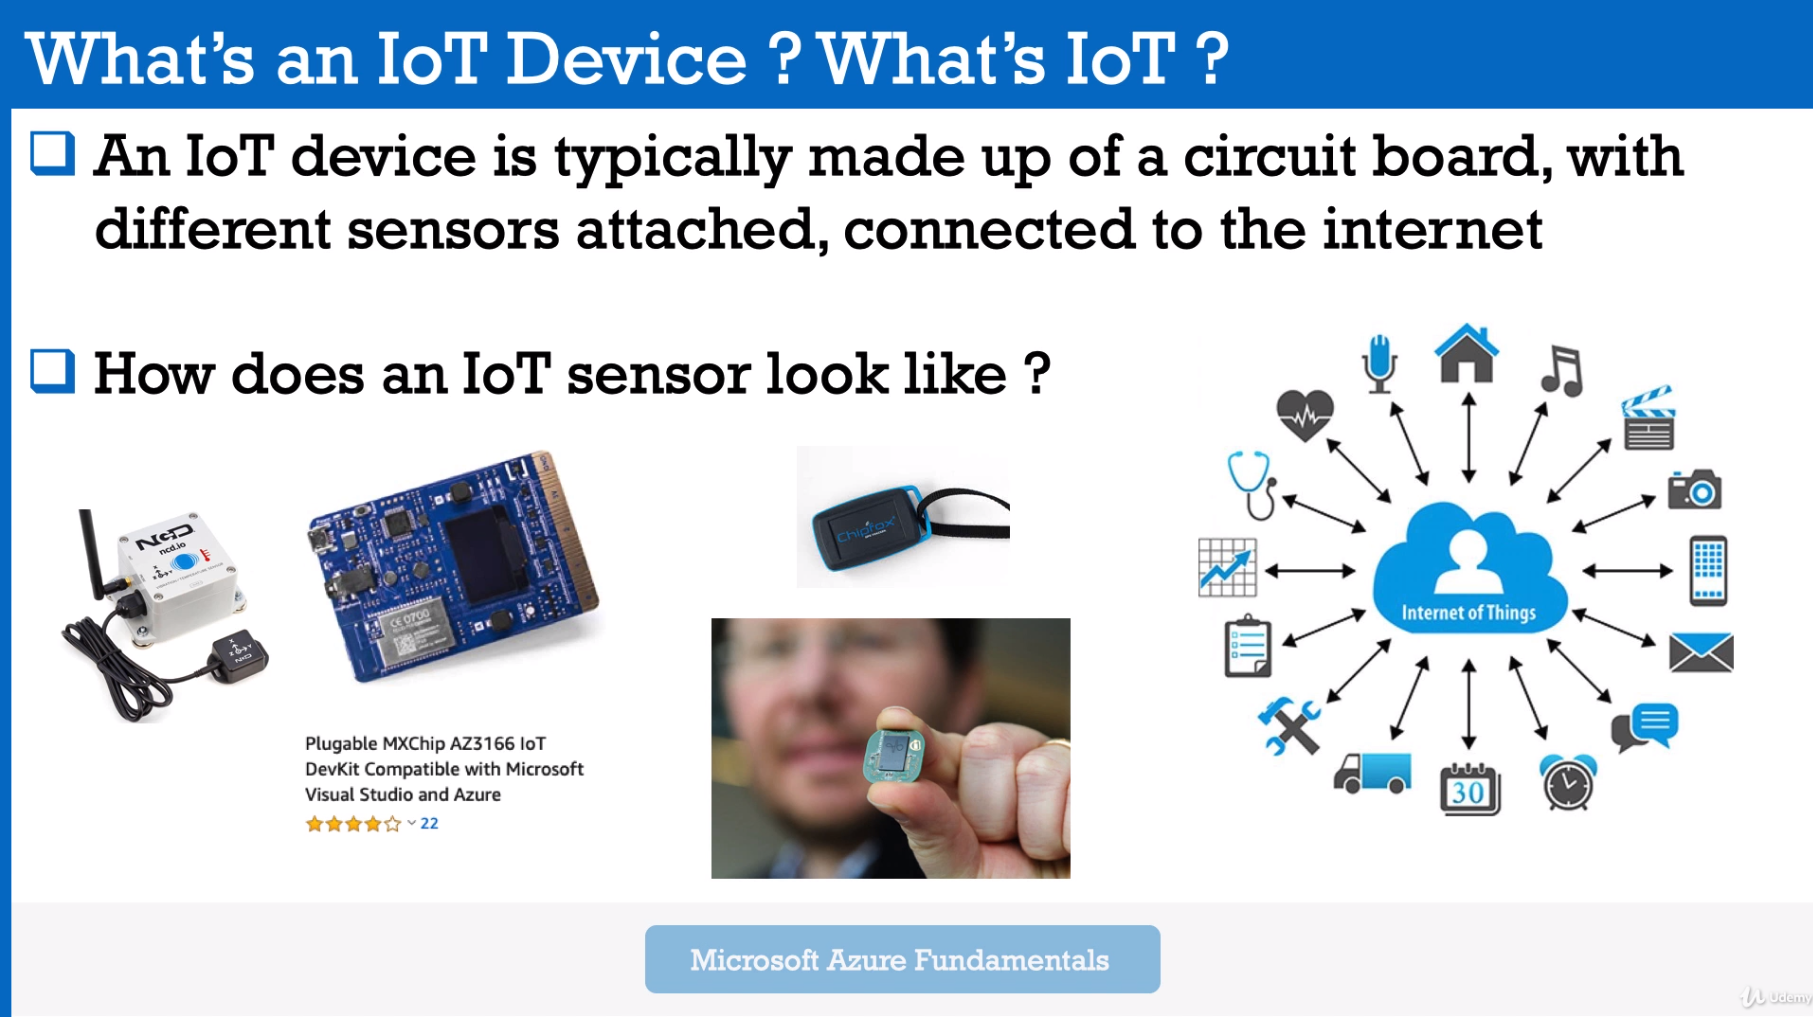 What's an IoT Device ? What's IoT ?
An IoT device is typically made up of a circuit board, with
different sensors attached, connected to the internet
How does an IoT sensor look like ?
NCD
ncd.io
Chipfox
CE 0700
Internet of Things
Plugable MXChip AZ3166 IoT
DevKit Compatible with Microsoft
Visual Studio and Azure
22
30
Microsoft Azure Fundamentals
Udemy